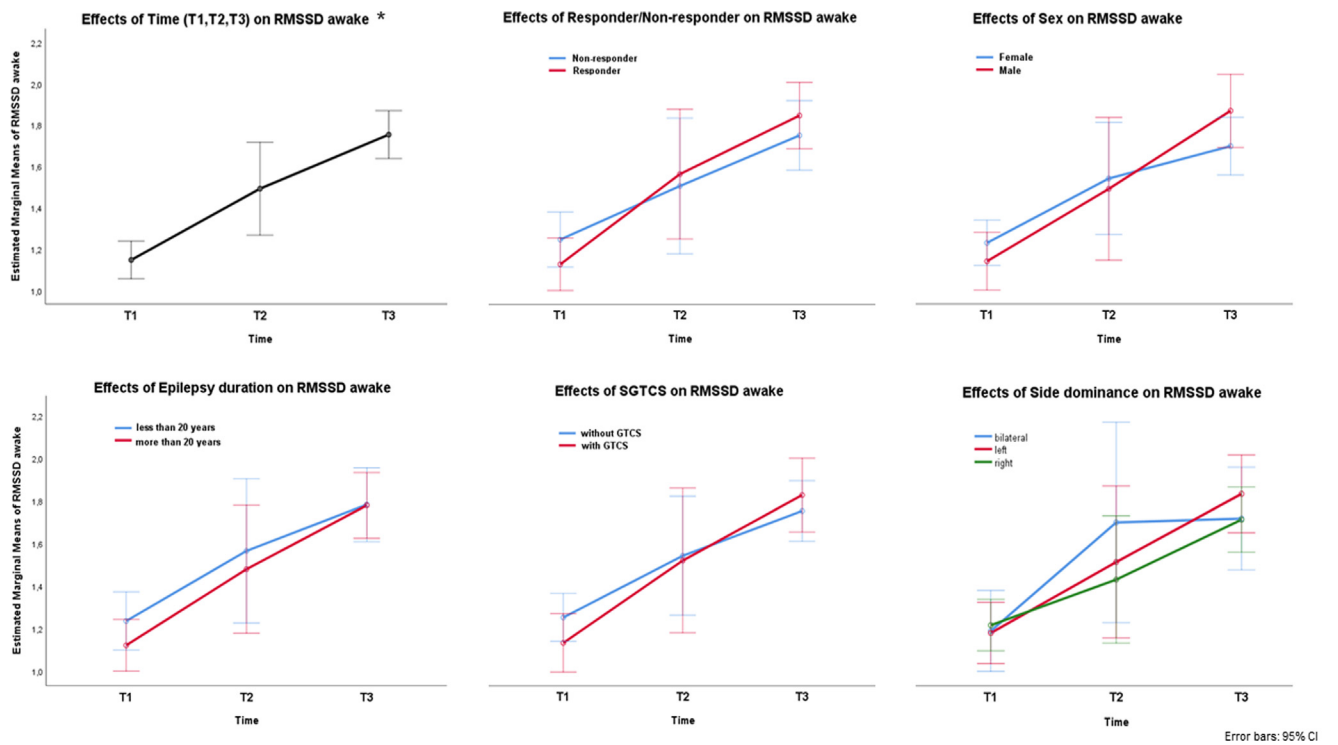 Effects of Time (T1,T2,T3) on RMSSD awake *
Estimated Marginal Means of RMSSD awake
2,2
2,0
1,8
1,6
1,4
1,2
1,0
T1 T2 T3
Time
Effects of Responder/Non-responder on RMSSD awake
Non-responder
Responder
T1 T2 T3
Time
Effects of Sex on RMSSD awake
Female
Male
T1 T2 T3
Time
Effects of Epilepsy duration on RMSSD awake
less than 20 years
more than 20 years
Estimated Marginal Means of RMSSD awake
2,2
2,0
1,8
1,6
1,4
1,2
1,0
T1 T2 T3
Time
Effects of SGTCS on RMSSD awake
without GTCS
with GTCS
T1 T2 T3
Time
Effects of Side dominance on RMSSD awake
bilateral
left
right
T1 T2 T3
Time
Error bars: 95% CI